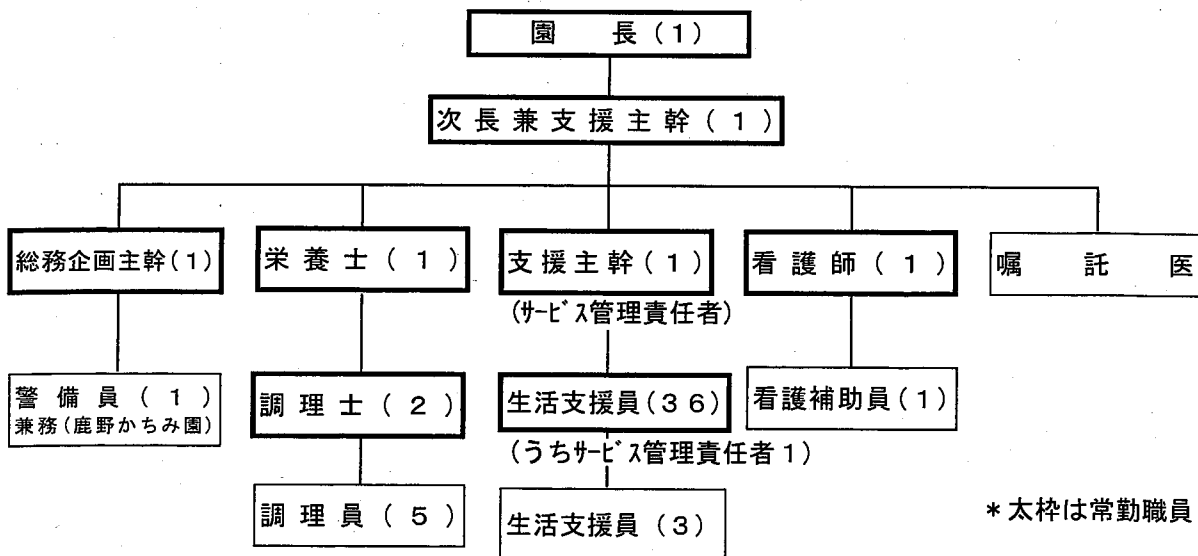 園長(1)
次長兼支援主幹(1)
総務企画主幹(1)
栄養士(1)
支援主幹(1)
(サービス管理責任者)
看護師(1)
嘱託医
警備員(1)
兼務(鹿野かちみ園)
調理士(2)
生活支援員(36)
(うちサービス管理責任者1)
看護補助員(1)
調理員(5)
生活支援員(3)
*太枠は常勤職員